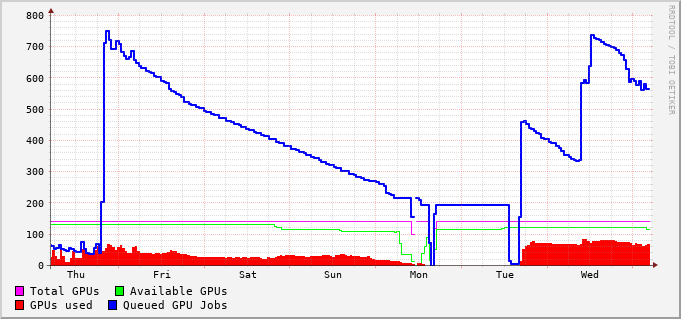 800
700
600
500
400
300
200
100
0
Thu Fri Sat Sun Mon Tue Wed
Total GPUs Available GPUs
GPUs used Queued GPU Jobs
RRDTOOL / TOBI OETIKER